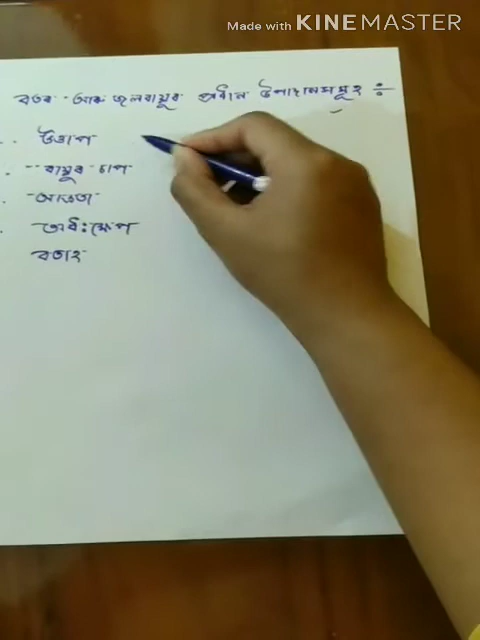 Made with KINEMASTER
বতৰ আৰু জলবায়ুৰ প্ৰধান উপাদানসমূহ ÷
উত্তাপ
বায়ুৰ চাপ
আৰ্দ্ৰতা
অধঃক্ষেপ
বতাহ